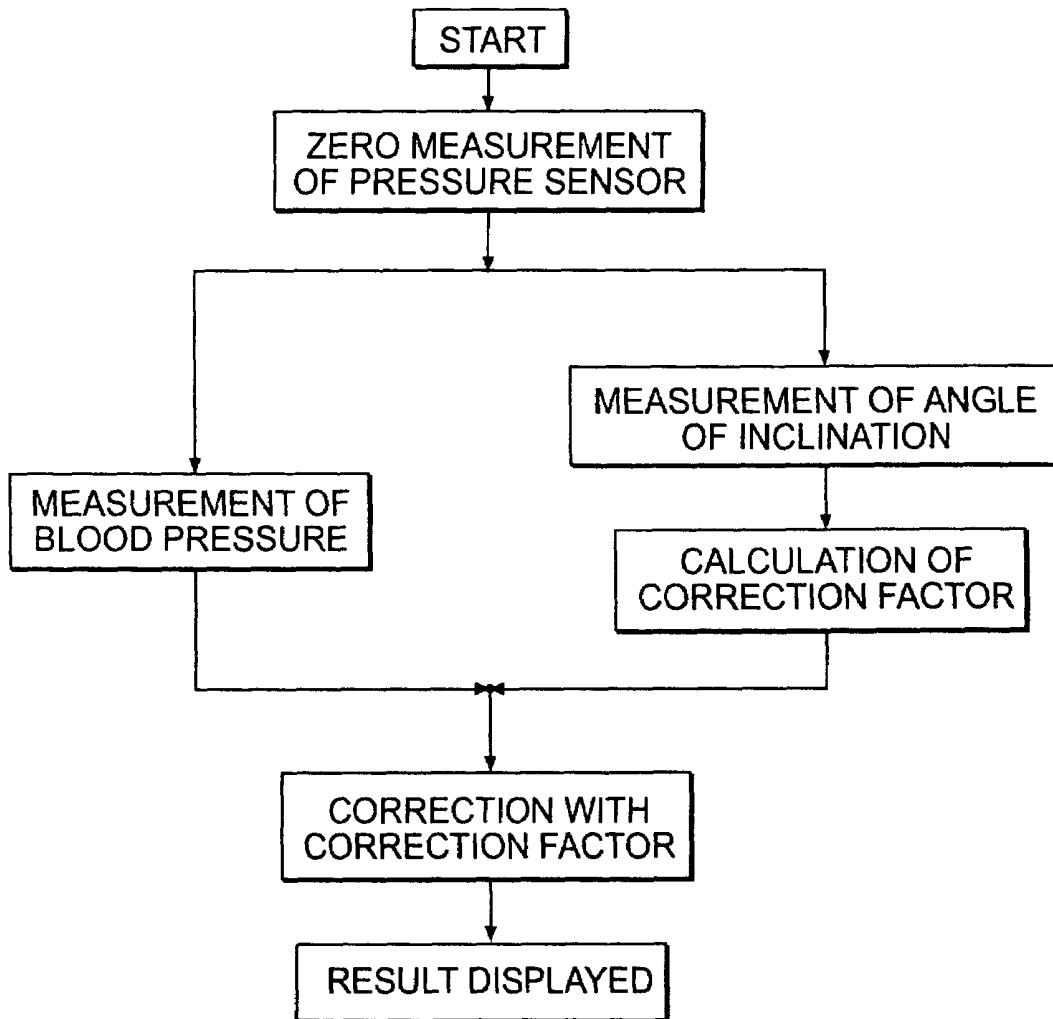 START
ZERO MEASUREMENT
OF PRESSURE SENSOR
MEASUREMENT OF ANGLE
OF INCLINATION
MEASUREMENT OF
BLOOD PRESSURE
CALCULATION OF
CORRECTION FACTOR
CORRECTION WITH
CORRECTION FACTOR
RESULT DISPLAYED